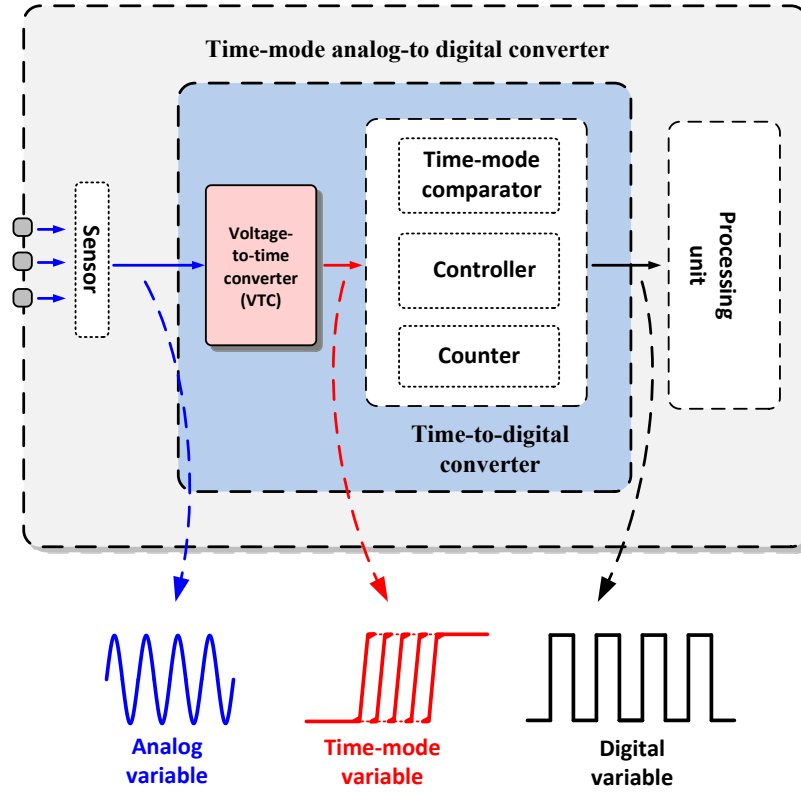 Time-mode analog-to digital converter
Sensor
Voltage-
to-time
converter
(VTC)
Time-mode
comparator
Controller
Counter
Time-to-digital
converter
Processing
unit
Analog
variable
Time-mode
variable
Digital
variable